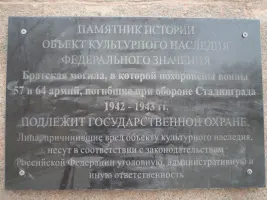 ПАМЯТНИК ИСТОРИИ
ОБЪЕКТ КУЛЬТУРНОГО НАСЛЕДИЯ
ФЕДЕРАЛЬНОГО ЗНАЧЕНИЯ
Братская могила, в которой похоронены воины
57 и 64 армий, погибшие при обороне Сталинграда
1942 - 1943 гг.
ПОДЛЕЖИТ ГОСУДАРСТВЕННОЙ ОХРАНЕ
Лица, причинившие вред объекту культурного наследия,
несут в соответствии с законодательством
Российской Федерации уголовную, административную и
иную ответственность